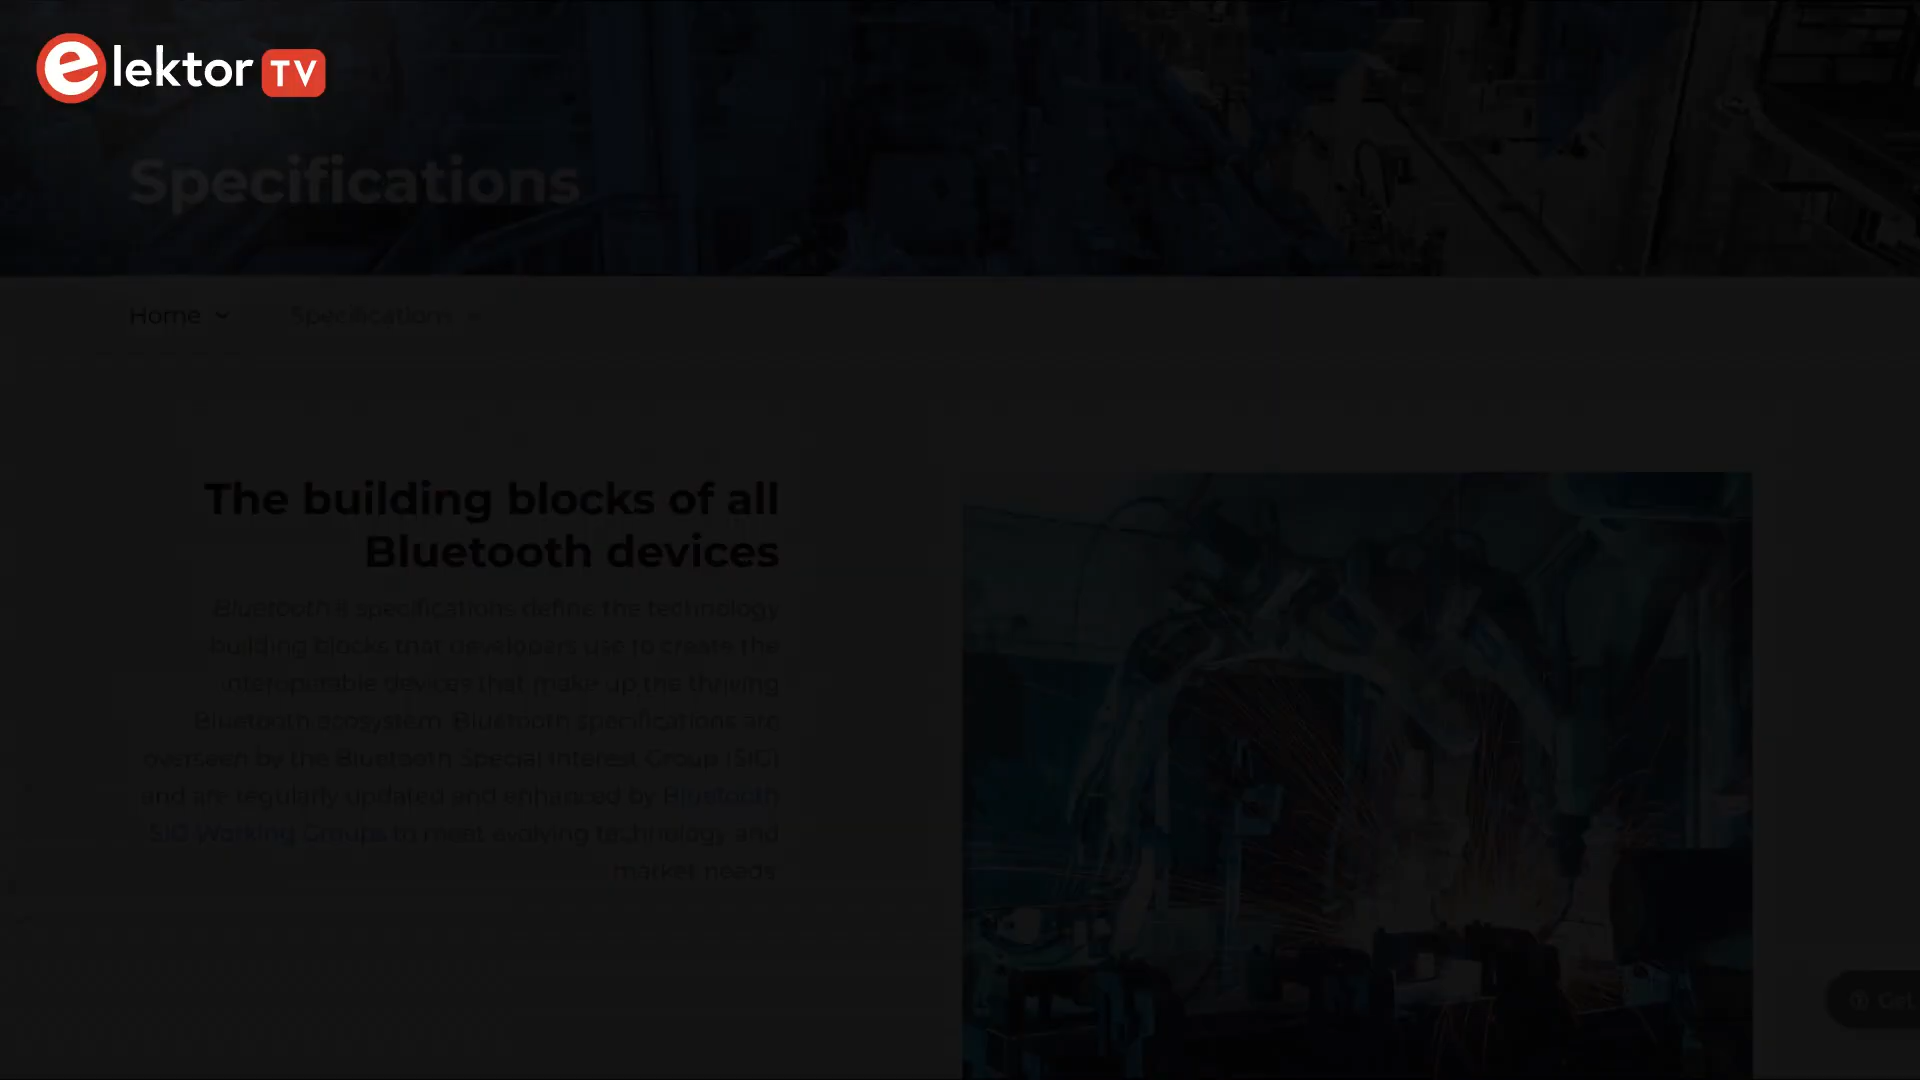 elektor TV
Specifications
Home
Specifications
The building blocks of all
Bluetooth devices
Bluetooth® specifications define the technology
building blocks that developers use to create the
interoperable devices that make up the thriving
Bluetooth ecosystem. Bluetooth specifications are
overseen by the Bluetooth Special Interest Group (SIG)
and are regularly updated and enhanced by Bluetooth
SIG Working Groups to meet evolving technology and
market needs.